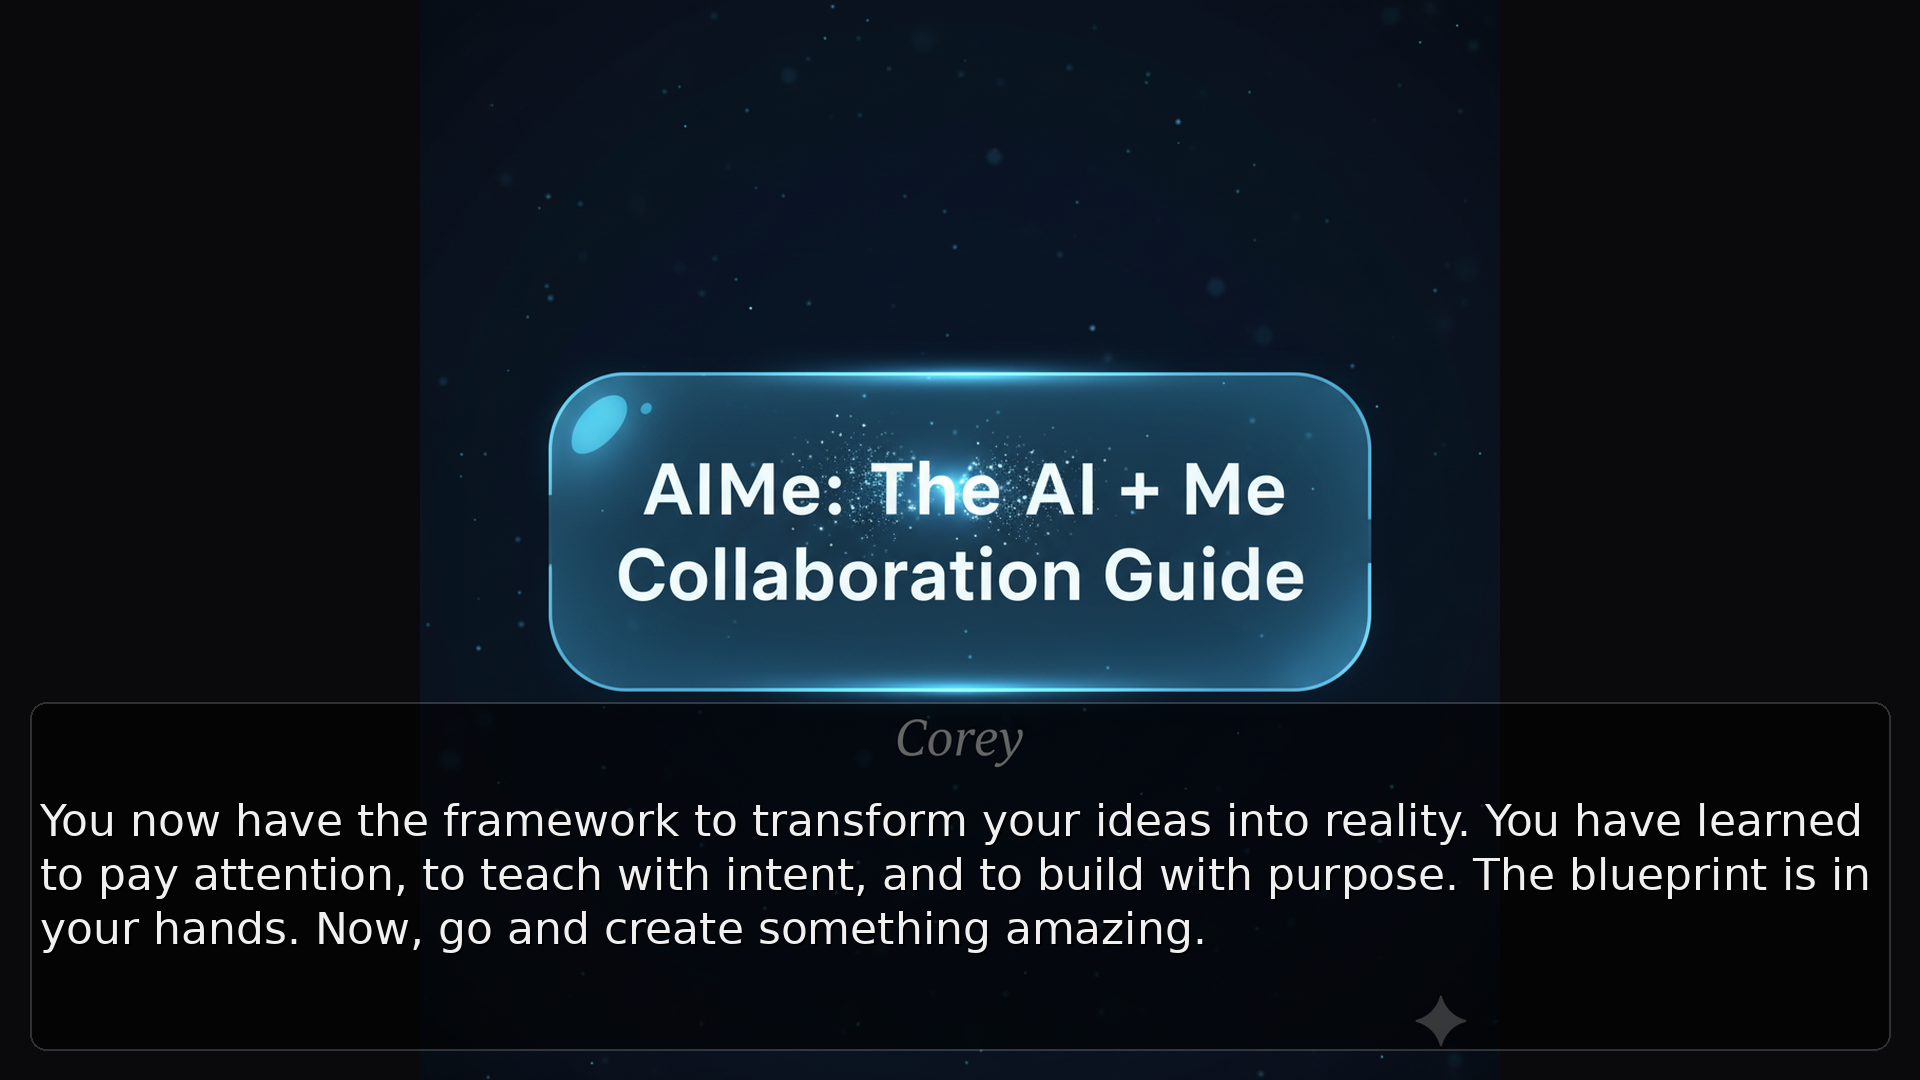 AIMe: The AI + Me
Collaboration Guide
Corey
You now have the framework to transform your ideas into reality. You have learned
to pay attention, to teach with intent, and to build with purpose. The blueprint is in
your hands. Now, go and create something amazing.